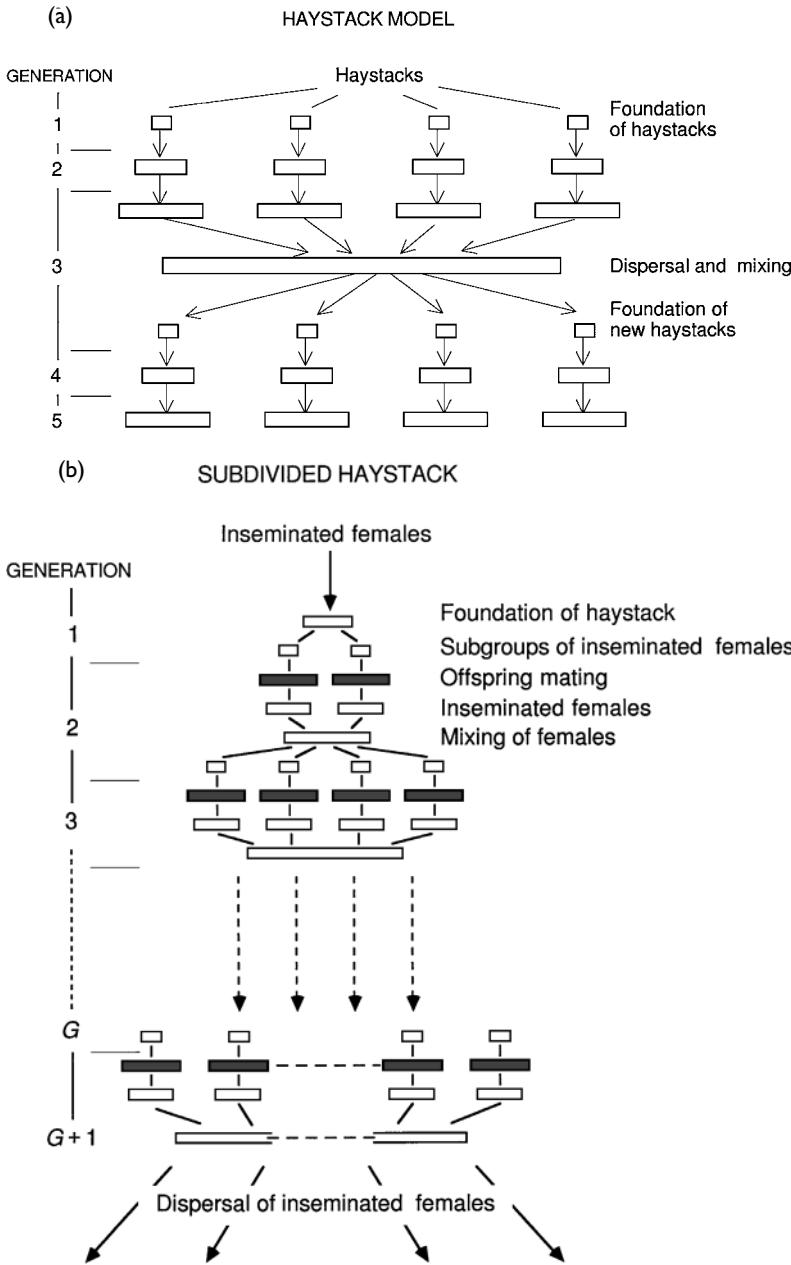 (a)
HAYSTACK MODEL
GENERATION
Haystacks
1
Foundation
of haystacks
2
3
Dispersal and mixing
Foundation of
new haystacks
4
5
(b)
SUBDIVIDED HAYSTACK
Inseminated females
GENERATION
1
Foundation of haystack
Subgroups of inseminated females
Offspring mating
2
Inseminated females
Mixing of females
3
G
G + 1
Dispersal of inseminated females